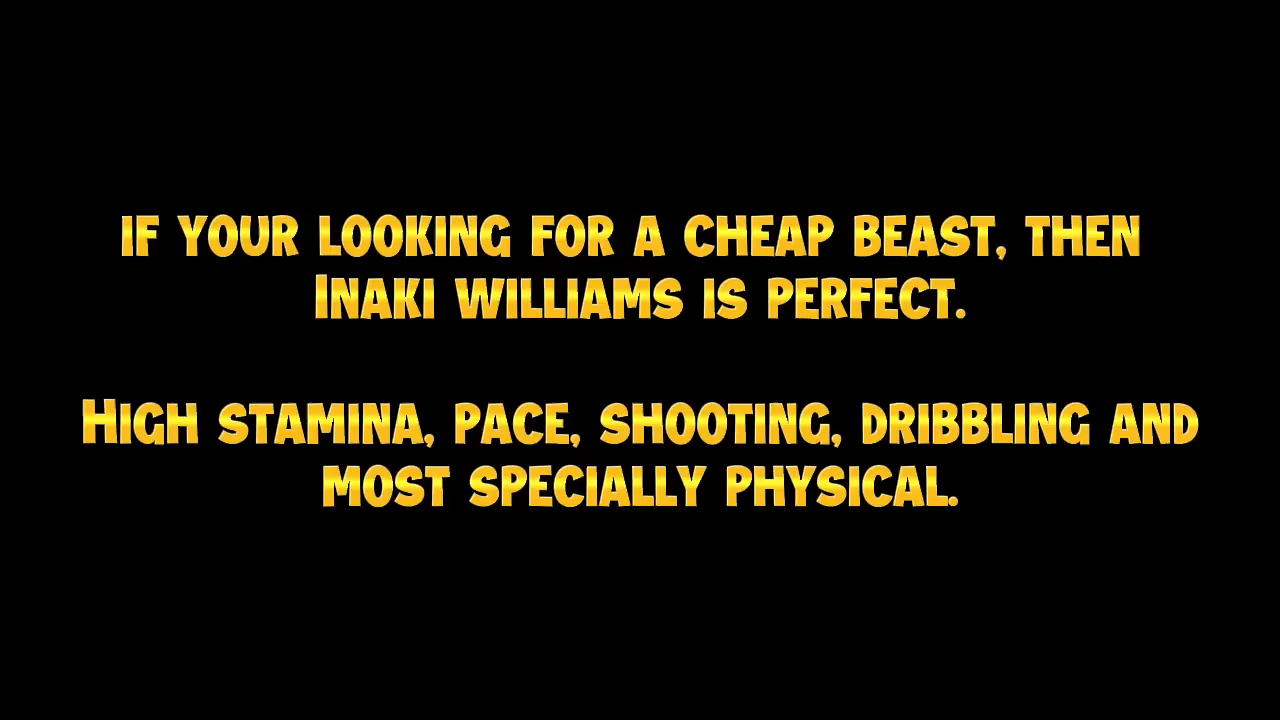 if your looking for a cheap beast, then
Inaki williams is perfect.
High stamina, pace, shooting, dribbling and
most specially physical.